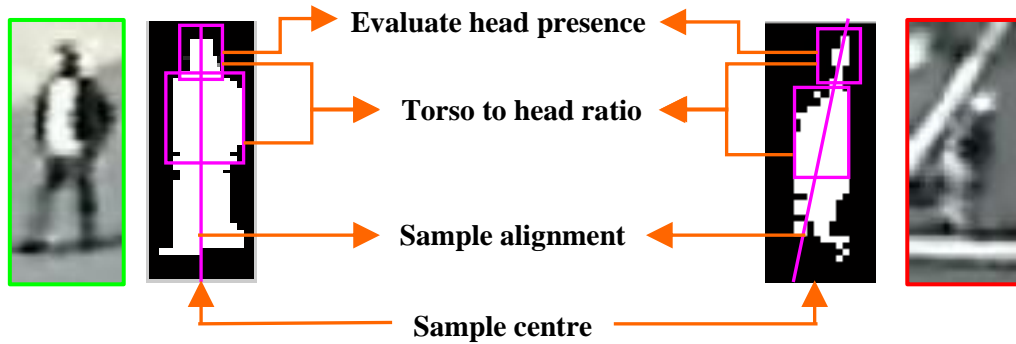 Evaluate head presence
Torso to head ratio
Sample alignment
Sample centre